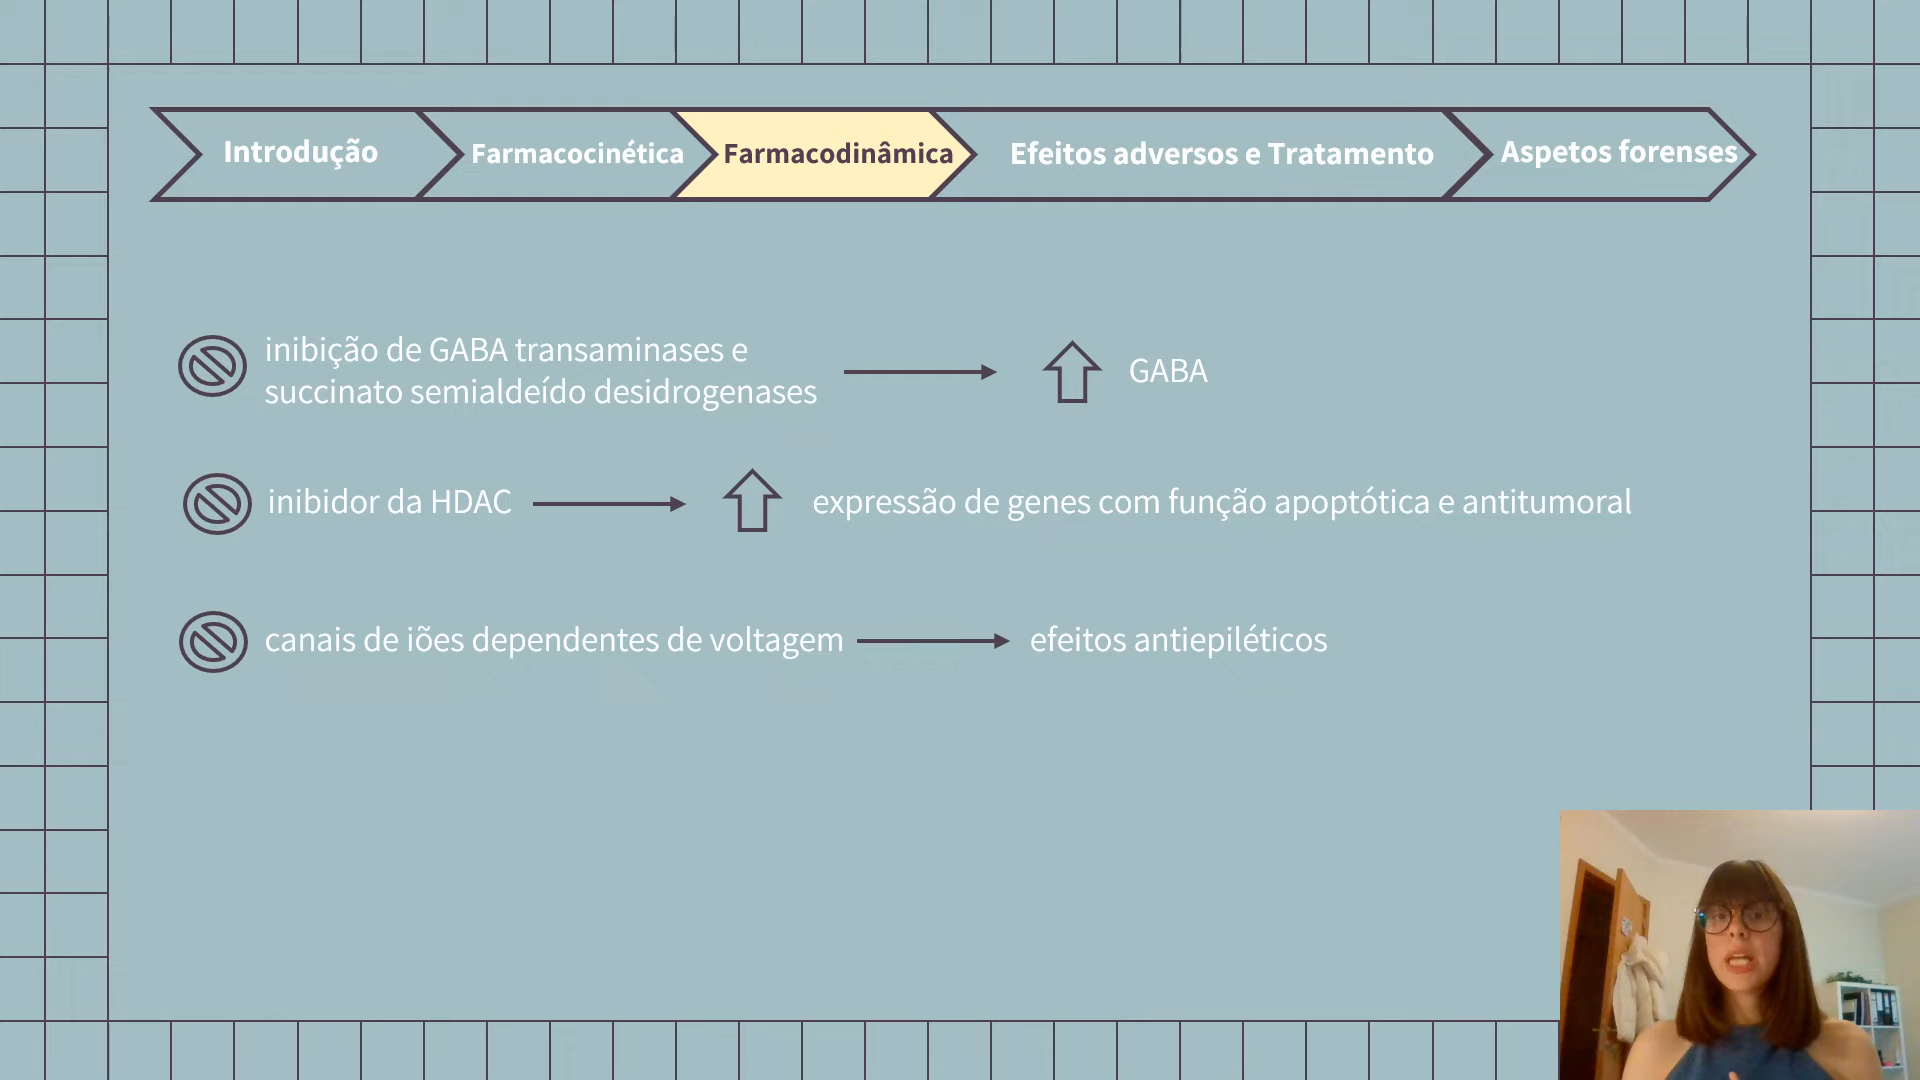 Introdução
Farmacocinética
Farmacodinâmica
Efeitos adversos e Tratamento
Aspetos forenses
inibição de GABA transaminases e
succinato semialdeído desidrogenases
GABA
inibidor da HDAC
expressão de genes com função apoptótica e antitumoral
canais de iões dependentes de voltagem
efeitos antiepiléticos